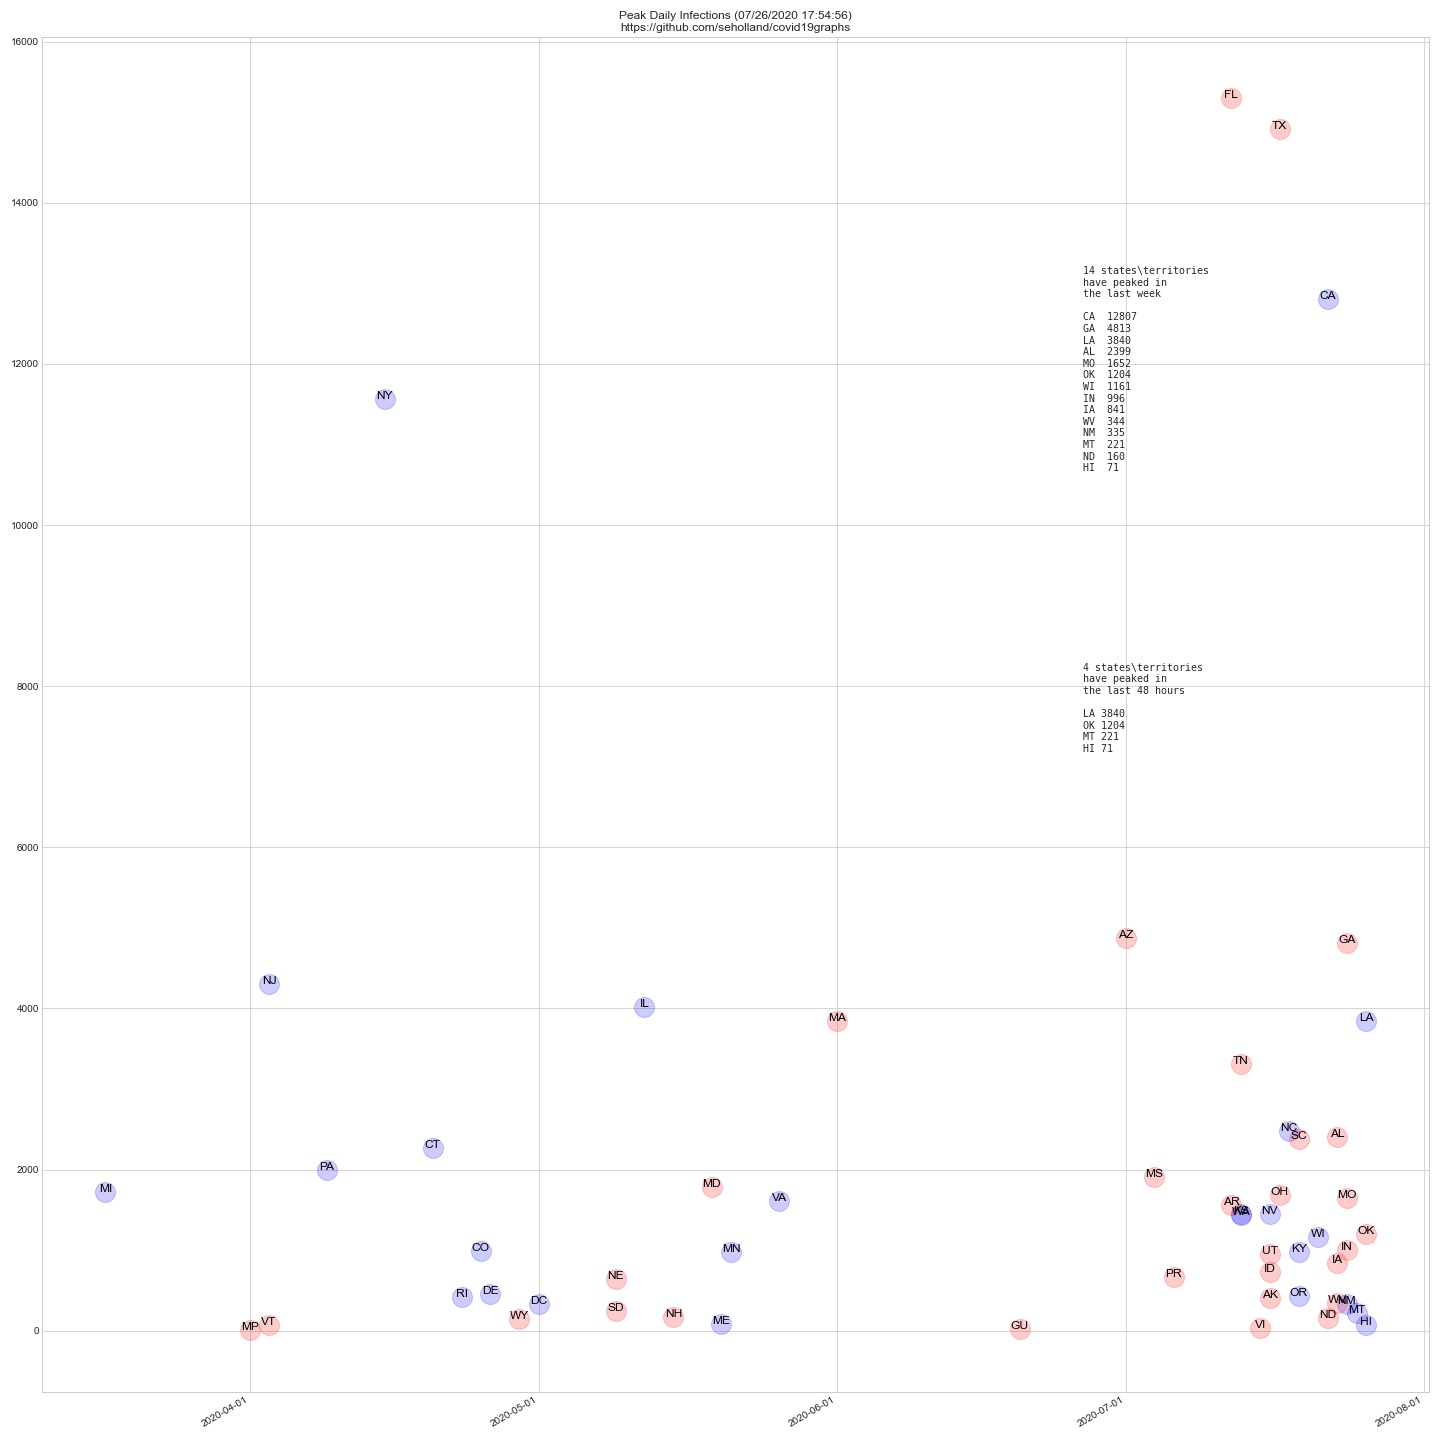 Peak Daily Infections (07/26/2020 17:54:56)
https://github.com/seholland/covid19graphs
16000
FL
TX
14000
14 states\territories
have peaked in
the last week
CA 12807
GA 4813
LA 3840
AL 2399
MO 1652
OK 1204
WI 1161
IN 996
IA 841
WV 344
NM 335
MT 221
ND 160
HI 71
CA
12000
NY
10000
4 states\territories
have peaked in
the last 48 hours
LA 3840
OK 1204
MT 221
HI 71
8000
6000
AZ
GA
NJ
4000
IL
MA
LA
TN
NC
SC
AL
CT
2000
PA
MS
MI
MD
VA
OH
MO
AR
NV
OK
WI
CO
MN
UT
KY
IN
IA
NE
PR
ID
RI
DE
DC
AK
OR
NM
SD
WY
NH
ME
MT
ND
0
MP
VT
GU
VI
HI
2020-04-01
2020-05-01
2020-06-01
2020-07-01
2020-08-01